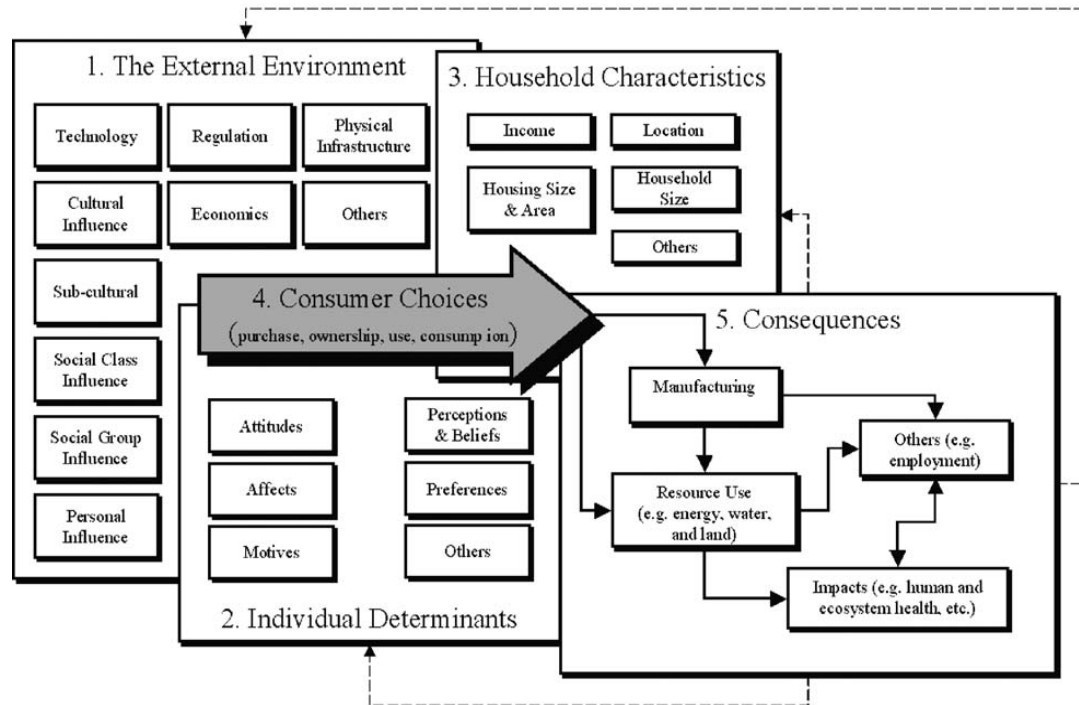 1. The External Environment
Technology
Regulation
Physical
Infrastructure
Cultural
Influence
Economics
Others
Sub-cultural
Social Class
Influence
Social Group
Influence
Personal
Influence
3. Household Characteristics
Income
Location
Housing Size
& Area
Household
Size
Others
4. Consumer Choices
(purchase, ownership, use, consump ion)
Attitudes
Perceptions
& Beliefs
Affects
Preferences
Motives
Others
2. Individual Determinants
5. Consequences
Manufacturing
Others (e.g.
employment)
Resource Use
(e.g. energy, water,
and land)
Impacts (e.g. human and
ecosystem health, etc.)